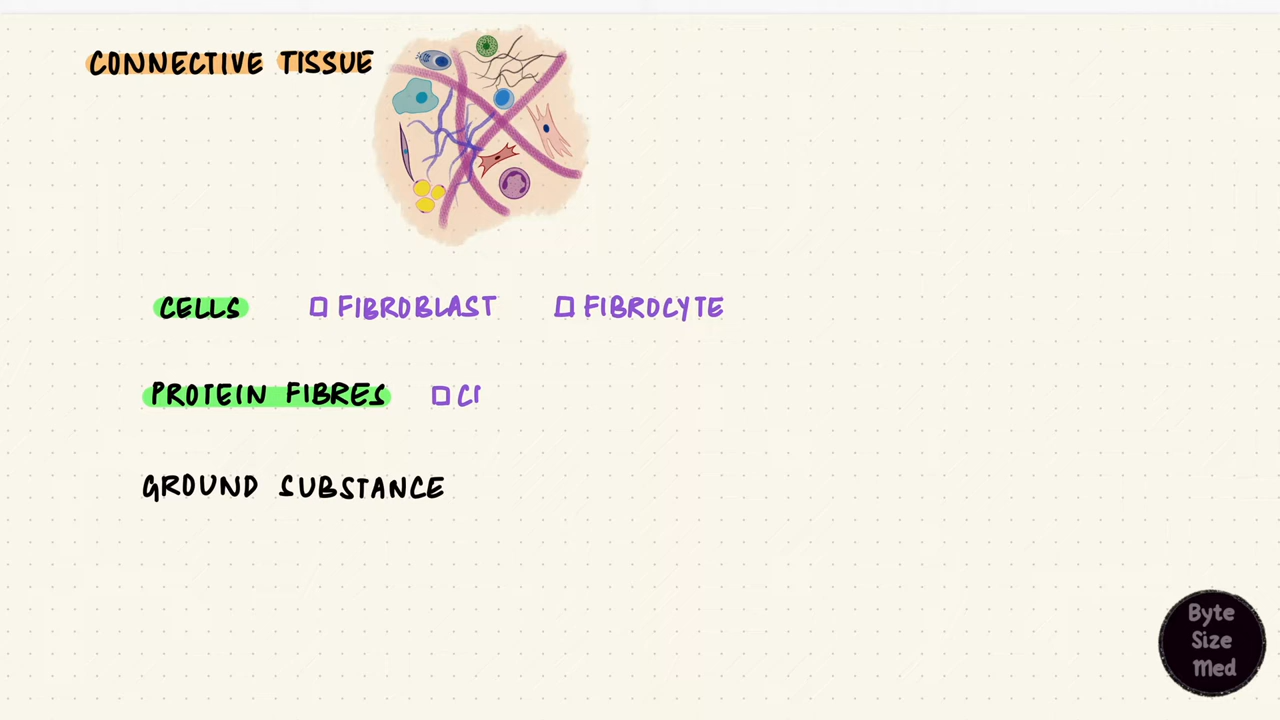 CONNECTIVE TISSUE
CELLS □ FIBROBLAST □ FIBROCYTE
PROTEIN FIBRES □
GROUND SUBSTANCE
Byte
Size
Med